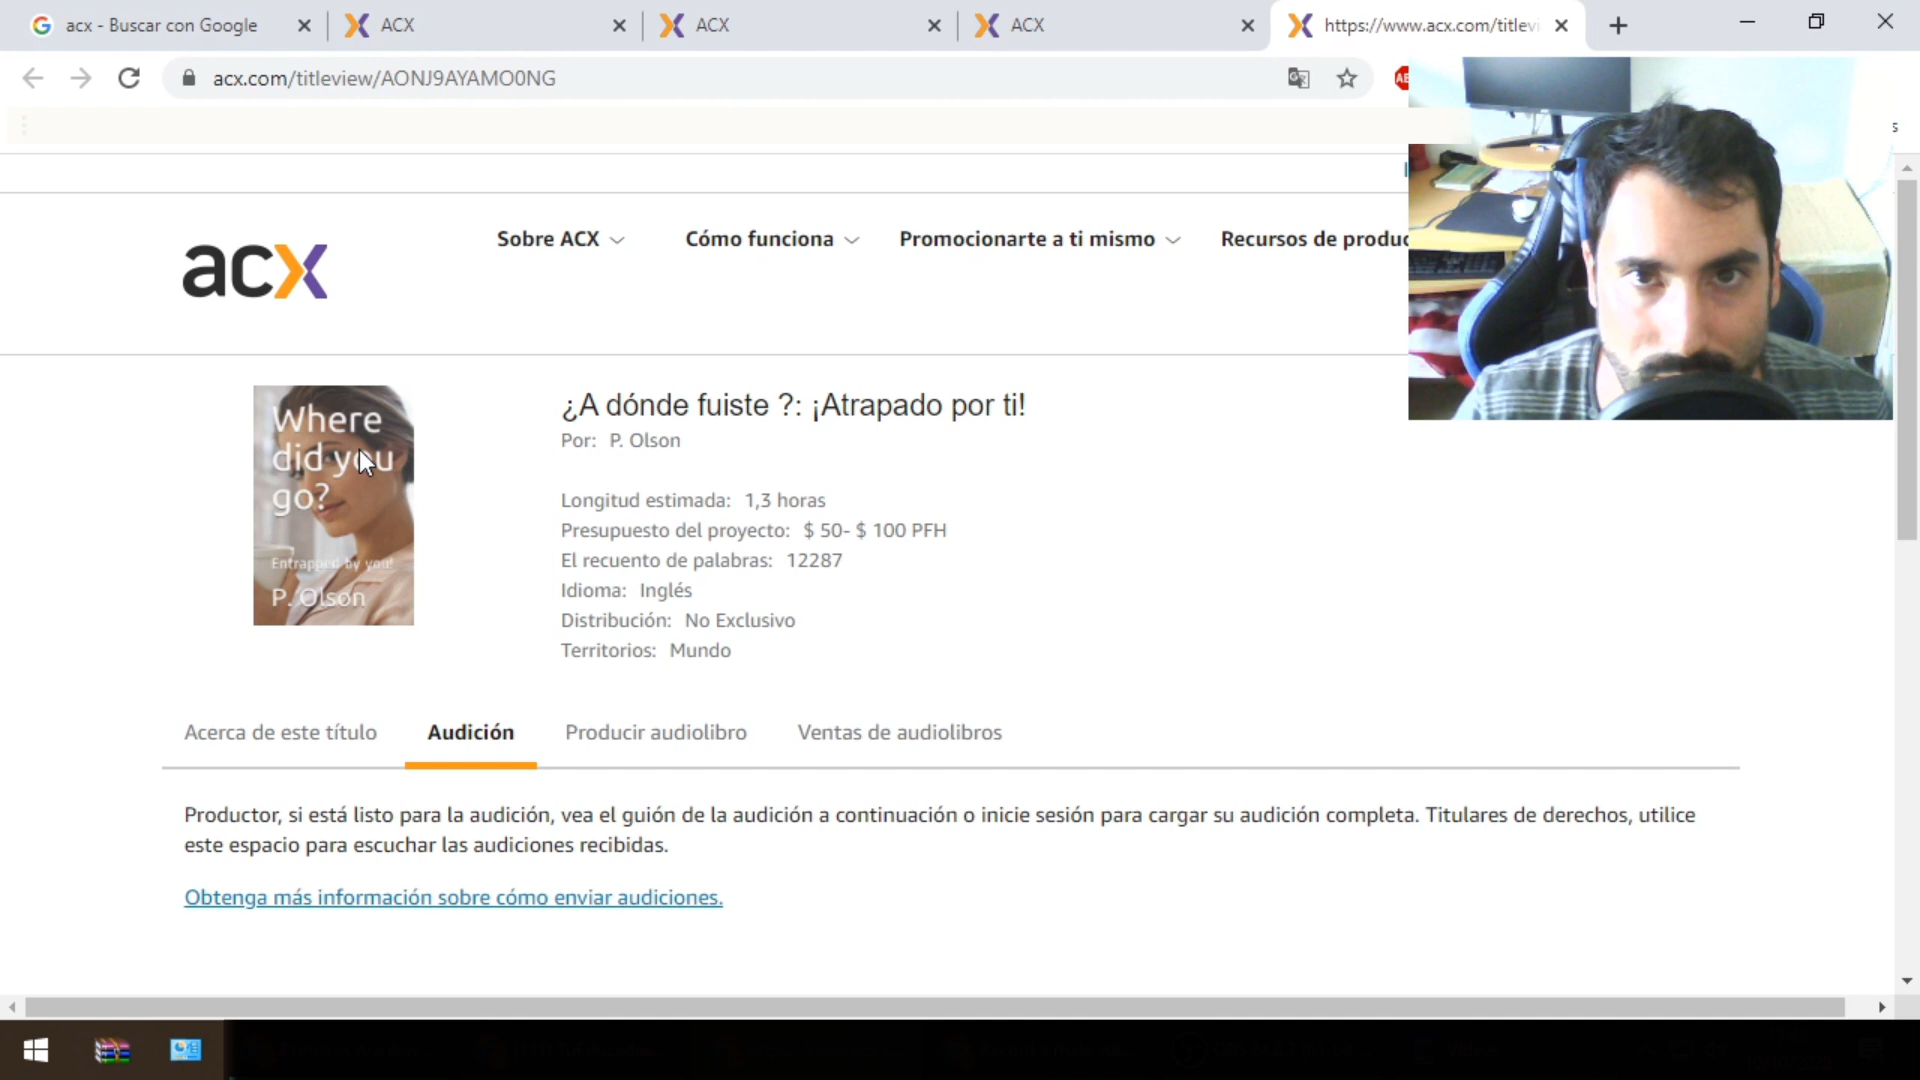 acx - Buscar con Google
ACX
ACX
ACX
https://www.acx.com/titlevi
acx.com/titleview/AONJ9AYAMO0NG
acx
Sobre ACX
Cómo funciona
Promocionarte a ti mismo
Recursos de produc
Where
did you
go?
Entrapped by you!
P. Olson
¿A dónde fuiste ?: ¡Atrapado por ti!
Por: P. Olson
Longitud estimada: 1,3 horas
Presupuesto del proyecto: $ 50- $ 100 PFH
El recuento de palabras: 12287
Idioma: Inglés
Distribución: No Exclusivo
Territorios: Mundo
Acerca de este título
Audición
Producir audiolibro
Ventas de audiolibros
Productor, si está listo para la audición, vea el guión de la audición a continuación o inicie sesión para cargar su audición completa. Titulares de derechos, utilice
este espacio para escuchar las audiciones recibidas.
Obtenga más información sobre cómo enviar audiciones.